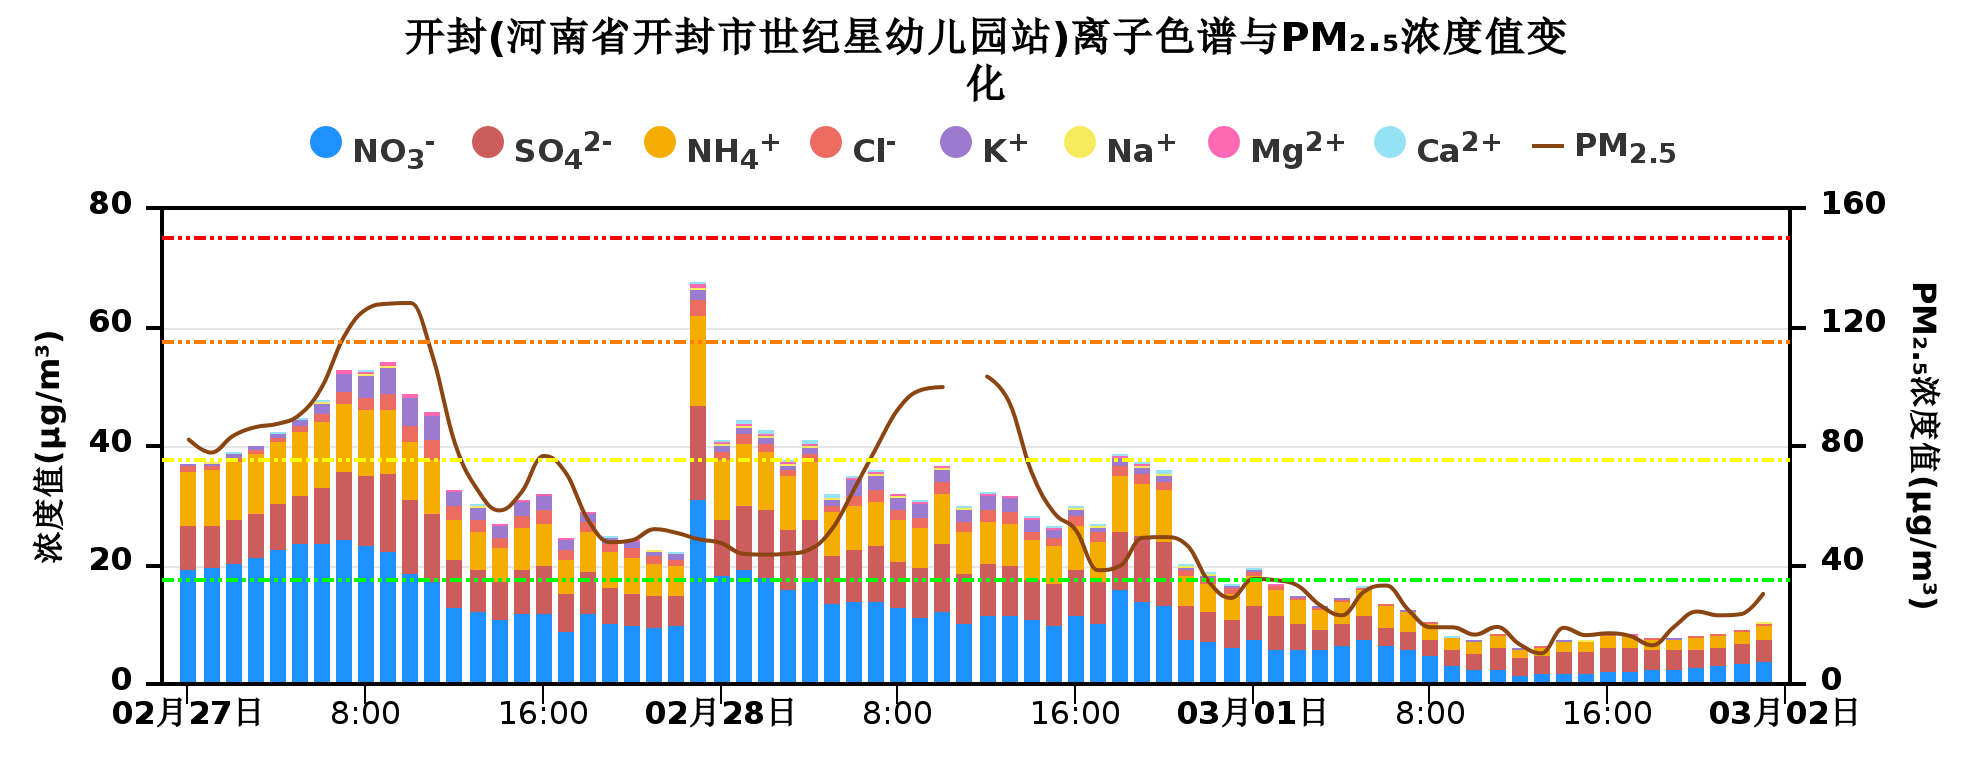 开封(河南省开封市世纪星幼儿园站)离子色谱与PM₂.₅浓度值变
化
NO₃⁻ SO₄²⁻ NH₄⁺ Cl⁻ K⁺ Na⁺ Mg²⁺ Ca²⁺ PM₂.₅
80 160
60 120
40 80
20 40
0 0
浓度值(μg/m³)
PM₂.₅浓度值(μg/m³)
02月27日 8:00 16:00 02月28日 8:00 16:00 03月01日 8:00 16:00 03月02日